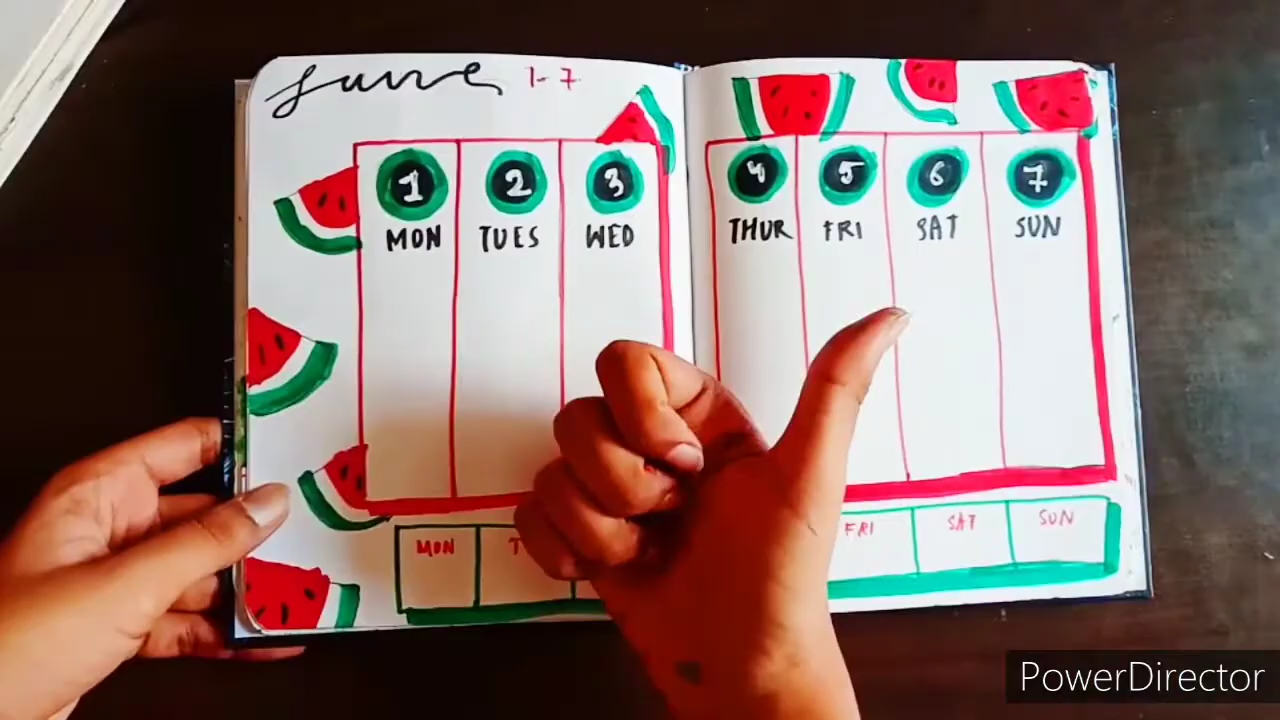 June 1-7
1 2 3 4 5 6 7
MON TUES WED THUR FRI SAT SUN
MON T FRI SAT SUN
PowerDirector